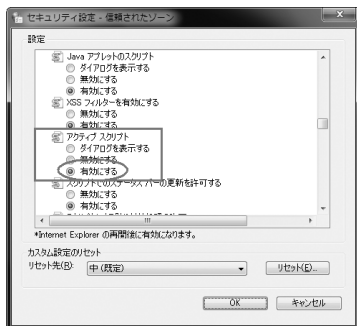 セキュリティ設定 - 信頼されたゾーン
設定
Java アプレットのスクリプト
ダイアログを表示する
無効にする
有効にする
XSS フィルターを有効にする
無効にする
有効にする
アクティブ スクリプト
ダイアログを表示する
無効にする
有効にする
スクリプトでのステータス バーの更新を許可する
無効にする
有効にする
*Internet Explorer の再開後に有効になります。
カスタム設定のリセット
リセット先(R):
中 (既定)
リセット(E)...
OK
キャンセル